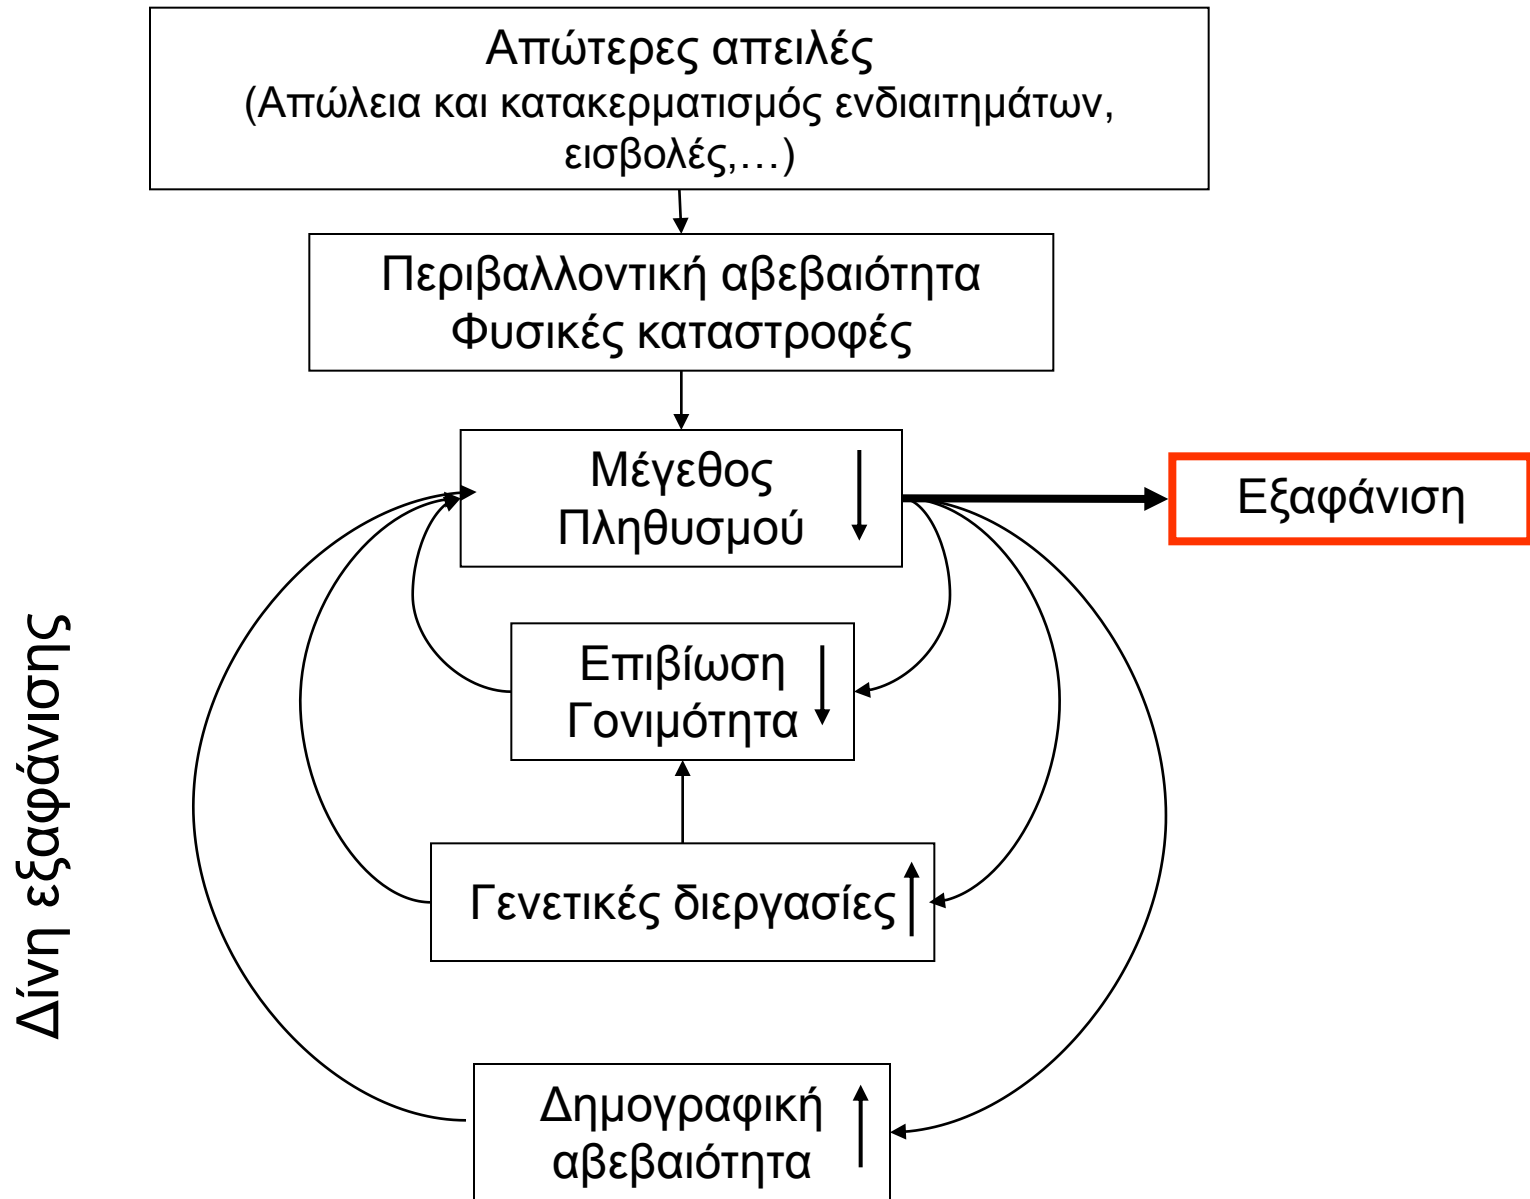 Απώτερες απειλές
(Απώλεια και κατακερματισμός ενδιαιτημάτων,
εισβολές,…)
Περιβαλλοντική αβεβαιότητα
Φυσικές καταστροφές
Μέγεθος
Πληθυσμού
Εξαφάνιση
Επιβίωση
Γονιμότητα
Γενετικές διεργασίες
Δημογραφική
αβεβαιότητα
Δίνη εξαφάνισης